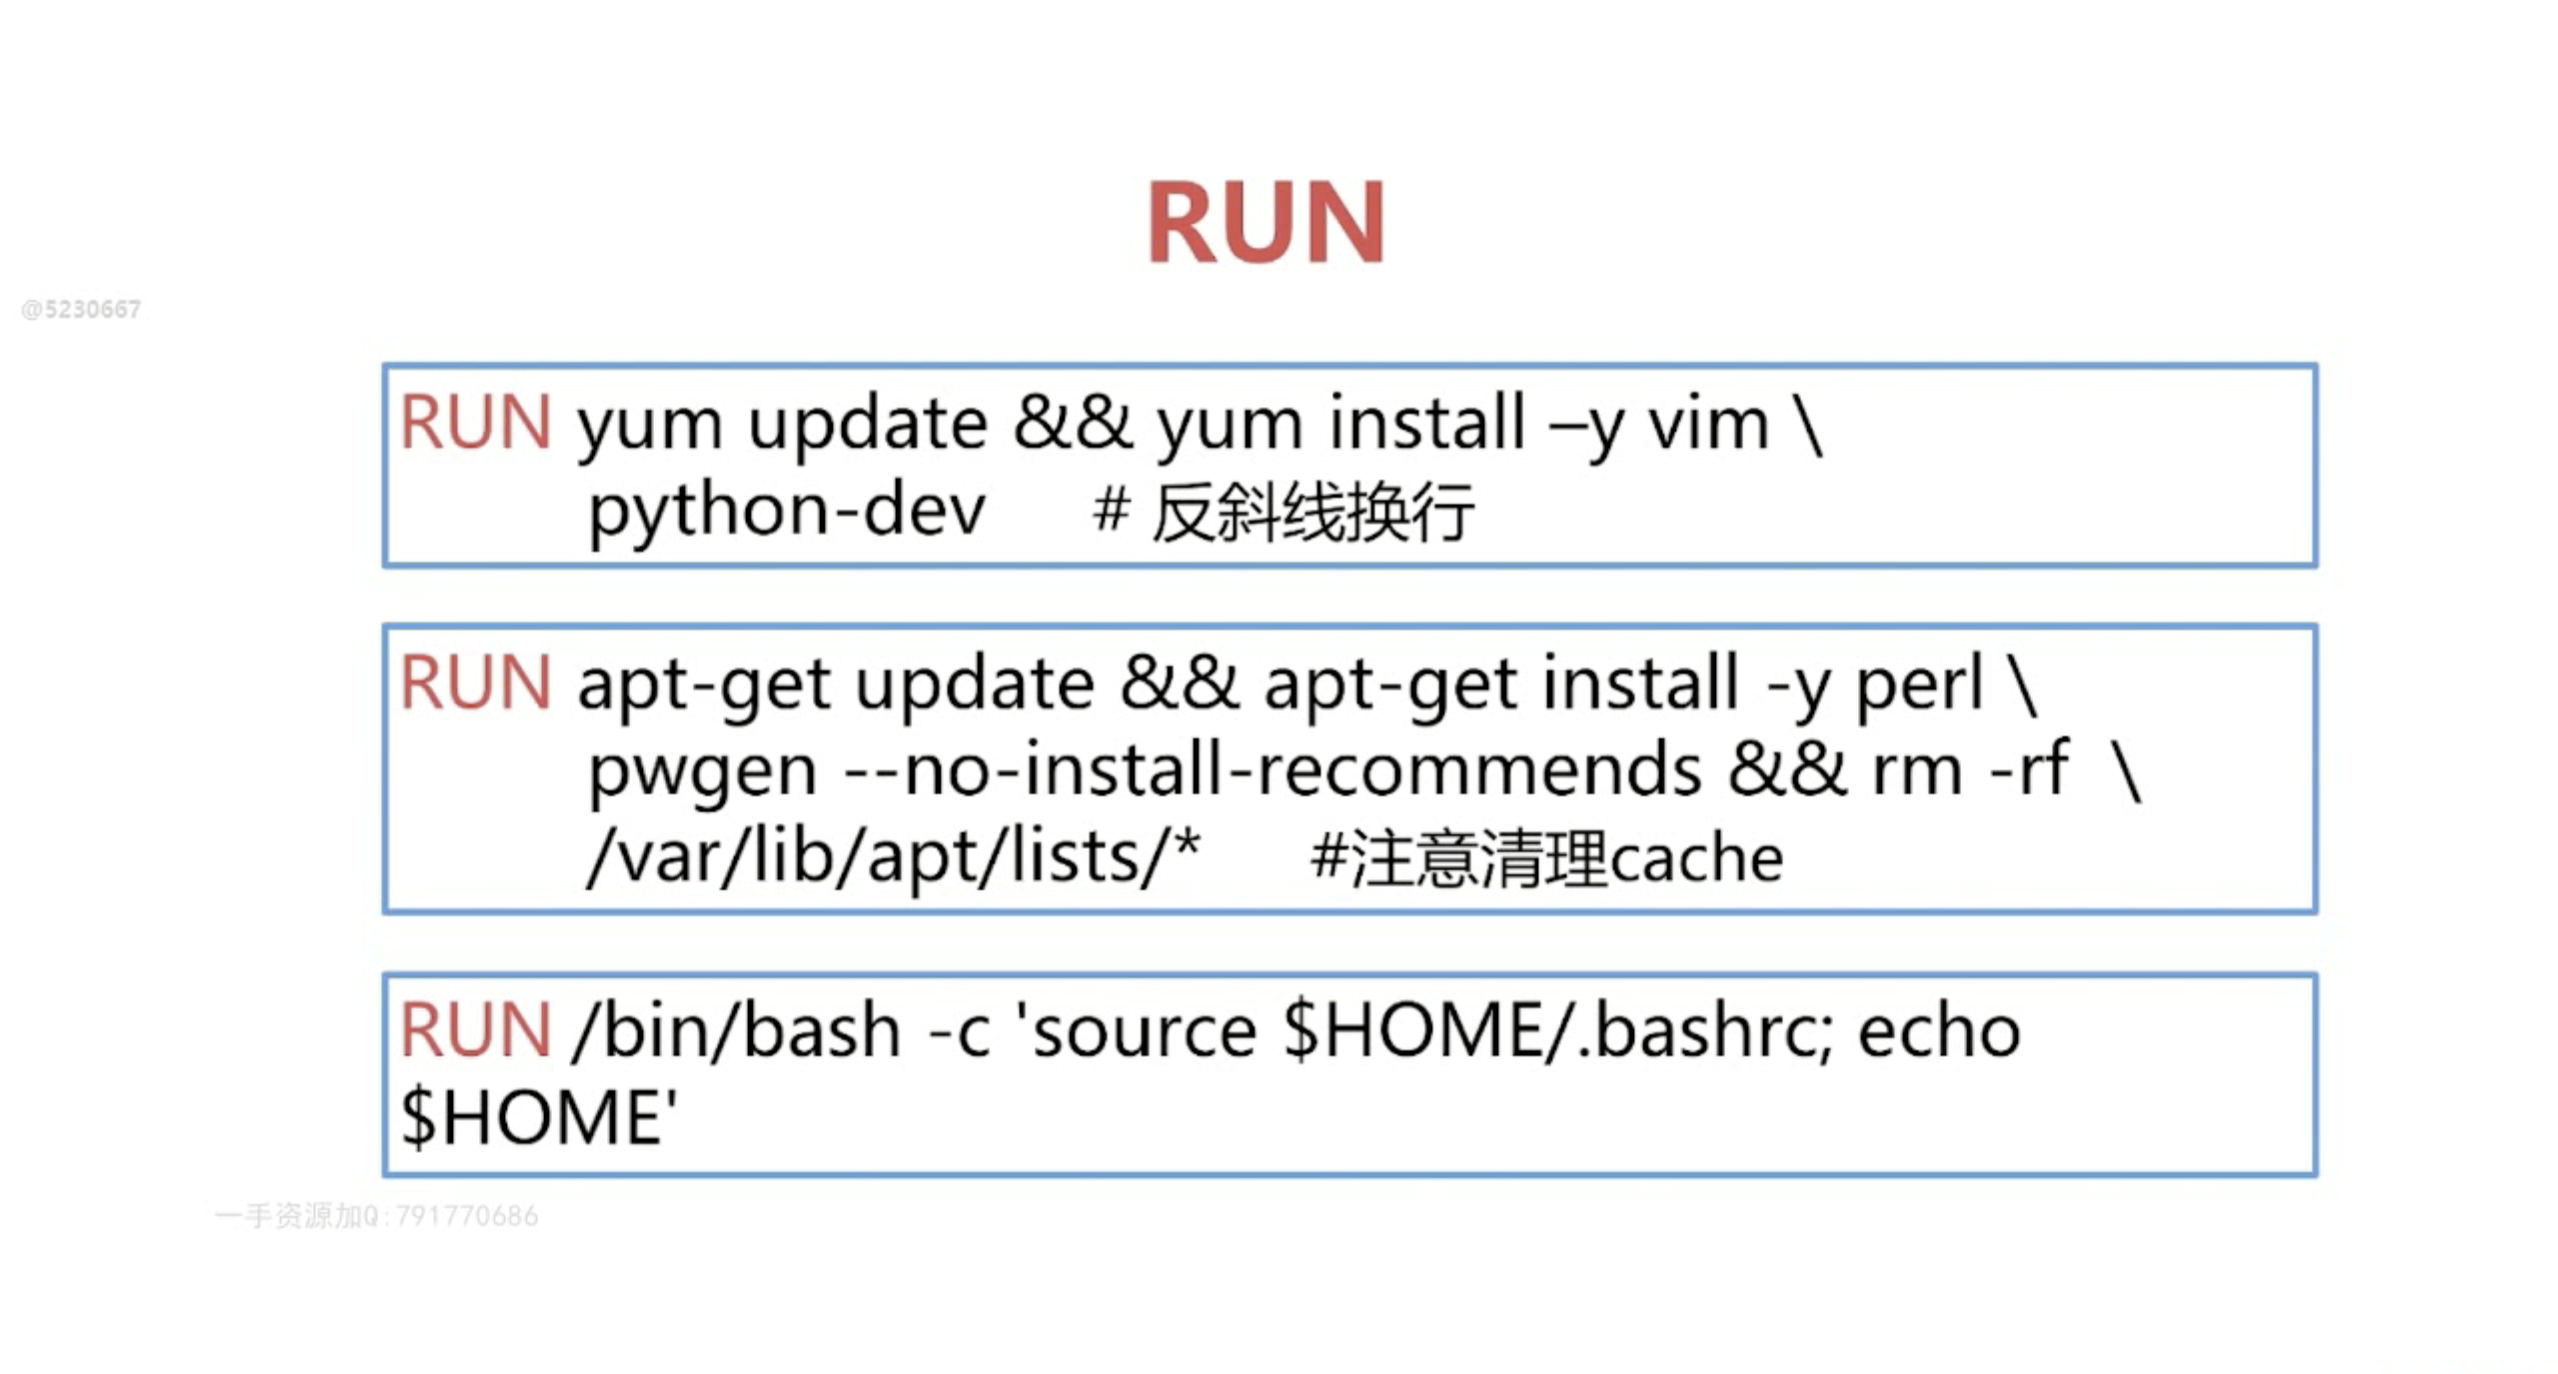 RUN
@5230667
RUN yum update && yum install –y vim \
python-dev # 反斜线换行
RUN apt-get update && apt-get install -y perl \
pwgen --no-install-recommends && rm -rf \
/var/lib/apt/lists/* #注意清理cache
RUN /bin/bash -c 'source $HOME/.bashrc; echo
$HOME'
一手资源加Q:791770686